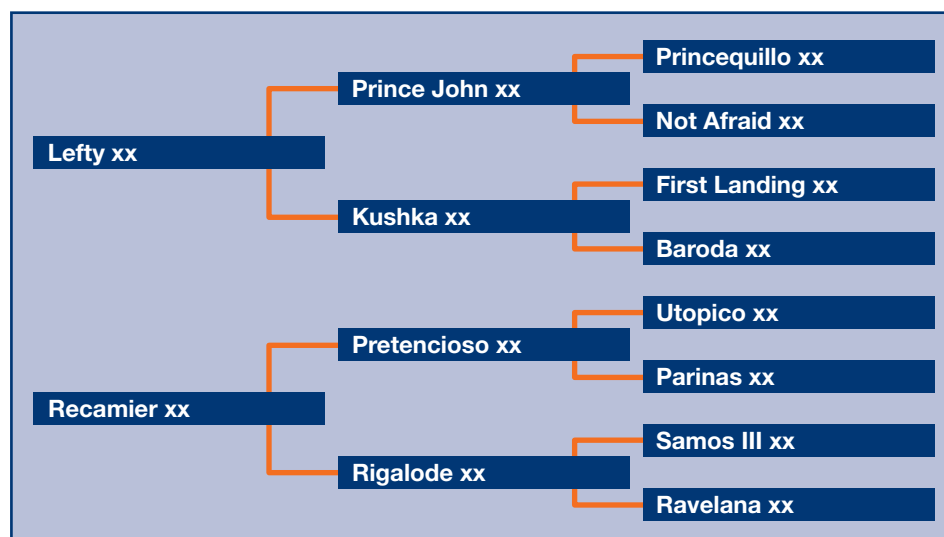 Princequillo xx
Prince John xx
Not Afraid xx
Lefty xx
First Landing xx
Kushka xx
Baroda xx
Utopico xx
Pretencioso xx
Parinas xx
Recamier xx
Samos III xx
Rigalode xx
Ravelana xx